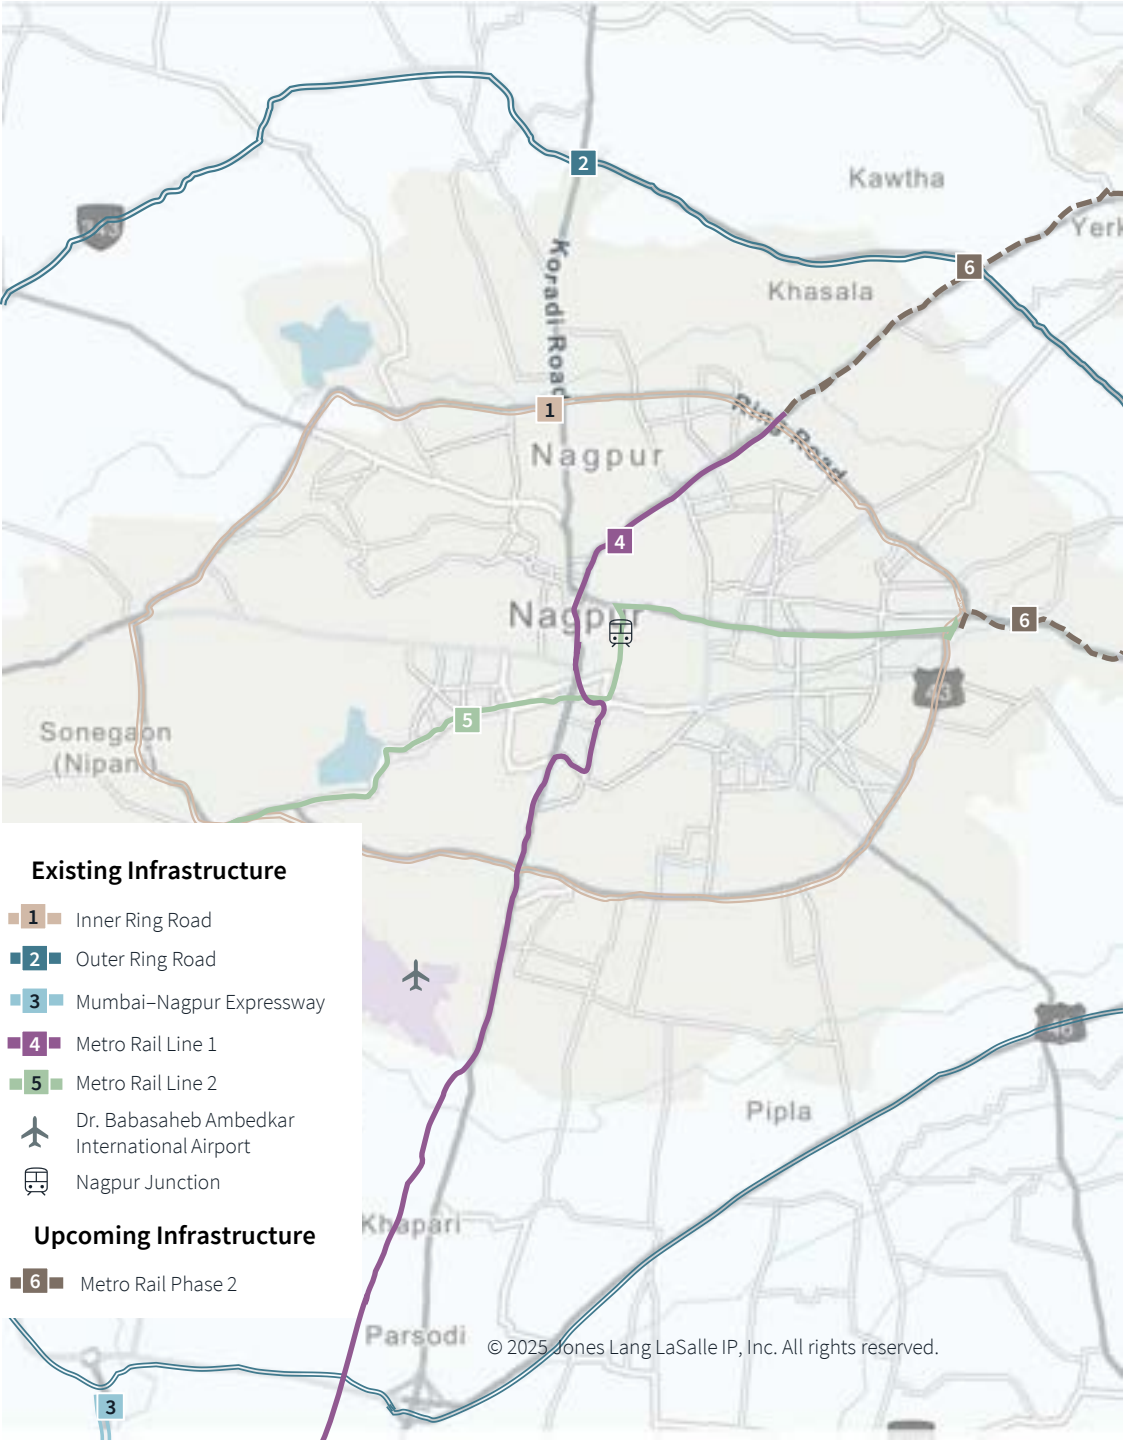 2
Kawtha
Yerk
6
Khasala
Koradi Road
Ring Road
1
Nagpur
4
Nagpur
6
5
Sonegaon
(Nipani)
Existing Infrastructure
1 Inner Ring Road
2 Outer Ring Road
3 Mumbai–Nagpur Expressway
4 Metro Rail Line 1
5 Metro Rail Line 2
Dr. Babasaheb Ambedkar
International Airport
Nagpur Junction
Upcoming Infrastructure
6 Metro Rail Phase 2
Pipla
Khapari
Parsodi
© 2025 Jones Lang LaSalle IP, Inc. All rights reserved.
3